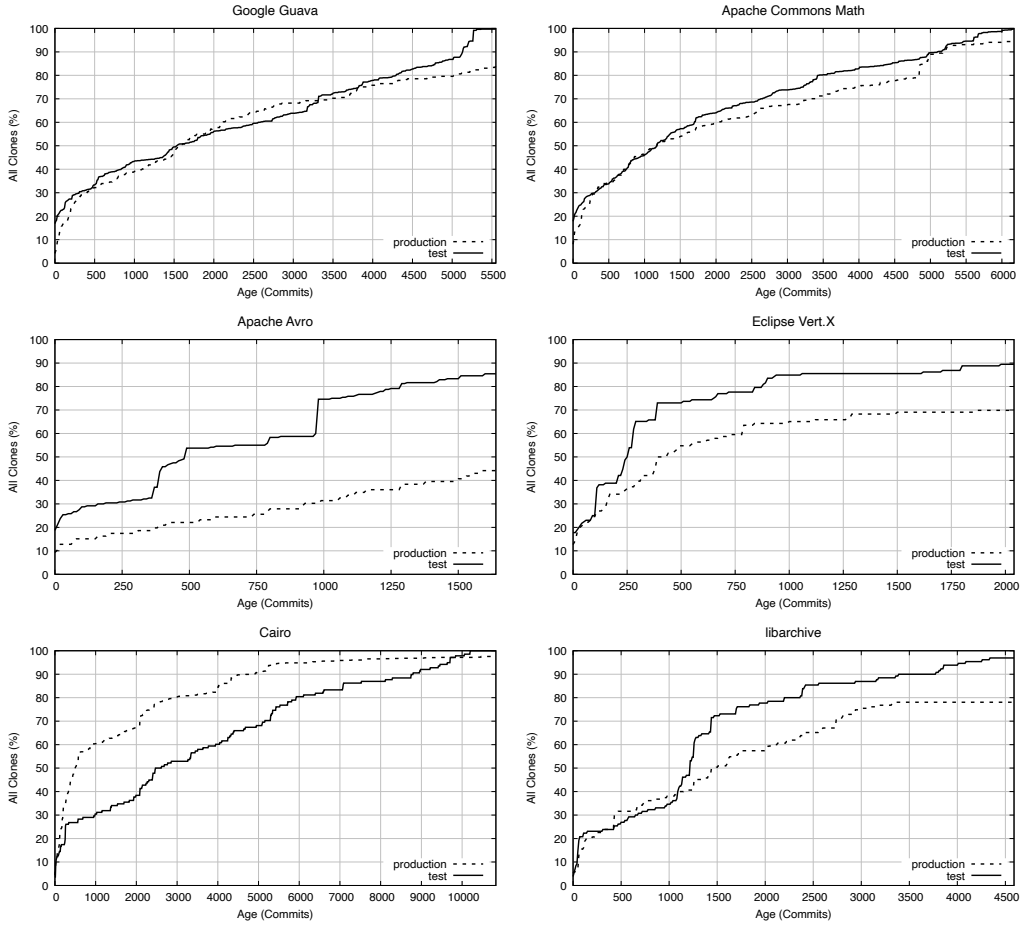 Google Guava
All Clones (%)
100
90
80
70
60
50
40
30
20
10
0
production
test
0 500 1000 1500 2000 2500 3000 3500 4000 4500 5000 5500
Age (Commits)
Apache Commons Math
All Clones (%)
100
90
80
70
60
50
40
30
20
10
0
production
test
0 500 1000 1500 2000 2500 3000 3500 4000 4500 5000 5500 6000
Age (Commits)
Apache Avro
All Clones (%)
100
90
80
70
60
50
40
30
20
10
0
production
test
0 250 500 750 1000 1250 1500
Age (Commits)
Eclipse Vert.X
All Clones (%)
100
90
80
70
60
50
40
30
20
10
0
production
test
0 250 500 750 1000 1250 1500 1750 2000
Age (Commits)
Cairo
All Clones (%)
100
90
80
70
60
50
40
30
20
10
0
production
test
0 1000 2000 3000 4000 5000 6000 7000 8000 9000 10000
Age (Commits)
libarchive
All Clones (%)
100
90
80
70
60
50
40
30
20
10
0
production
test
0 500 1000 1500 2000 2500 3000 3500 4000 4500
Age (Commits)